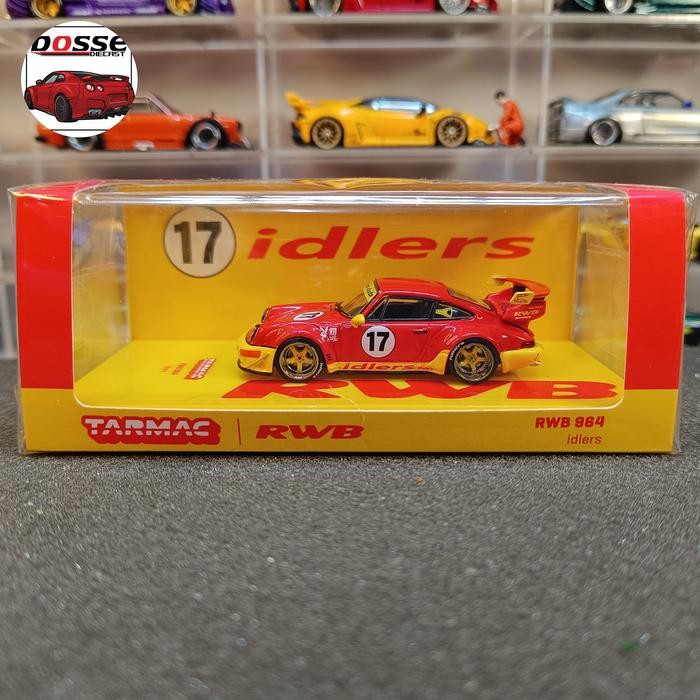 DOSSE
DIECAST
17 idlers
RWB
17
idlers
RWB
TARMAC | RWB
RWB 964
idlers